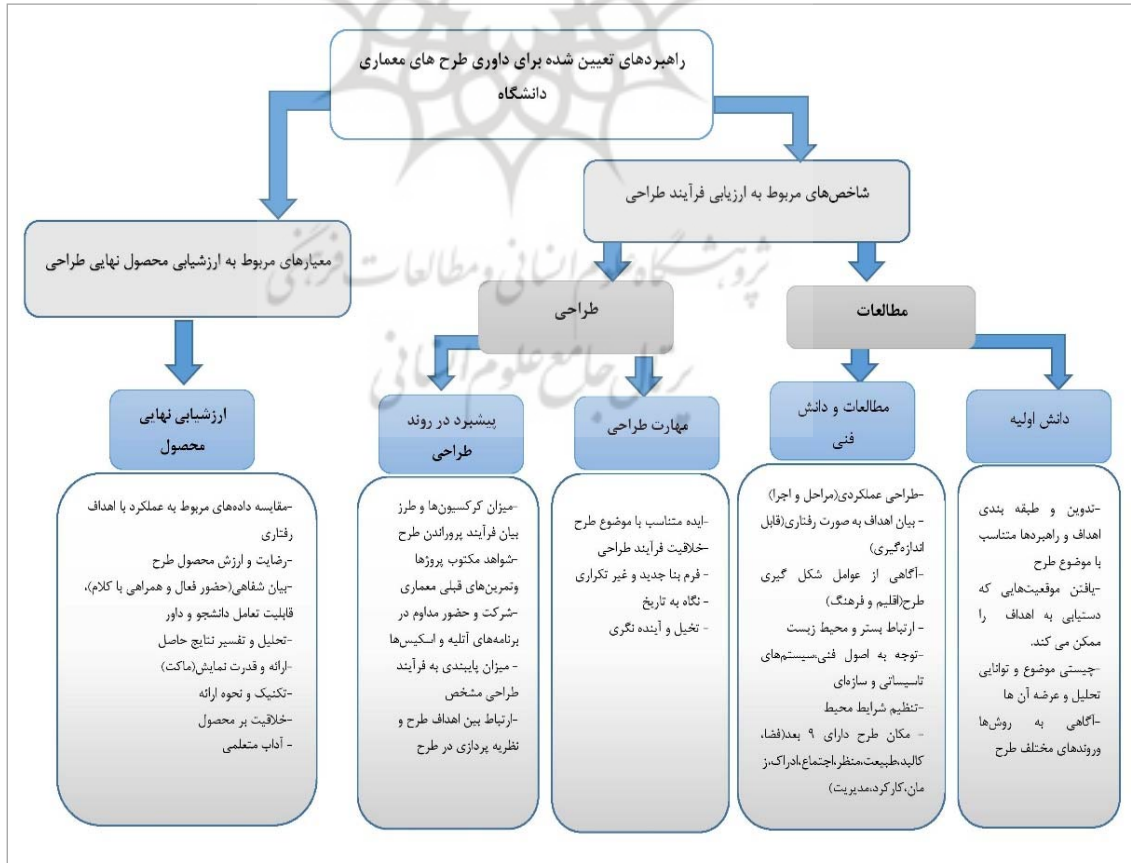 راهبردهای تعیین شده برای داوری طرح های معماری
دانشگاه
شاخص‌های مربوط به ارزیابی فرآیند طراحی
معیارهای مربوط به ارزشیابی محصول نهایی طراحی
پژوهشگاه علوم انسانی و مطالعات فرهنگی
پرتال جامع علوم انسانی
مطالعات
طراحی
دانش اولیه
-تدوین و طبقه بندی
اهداف و راهبردها متناسب
با موضوع طرح
-یافتن موقعیت‌هایی که
دستیابی به اهداف را
ممکن می کند.
-چیستی موضوع و توانایی
تحلیل و عرضه آن ها
-آگاهی به روش‌ها
وروندهای مختلف طرح
مطالعات و دانش
فنی
-طراحی عملکردی(مراحل و اجرا)
- بیان اهداف به صورت رفتاری(قابل
اندازه‌گیری)
-آگاهی از عوامل شکل گیری
طرح(اقلیم و فرهنگ)
- ارتباط بستر و محیط زیست
-توجه به اصول فنی،سیستم‌های
تاسیساتی و سازه‌ای
-تنظیم شرایط محیط
- مکان طرح دارای ۹ بعد(فضا،
کالبد،طبیعت،منظر،اجتماع،ادراک،ز
مان،کارکرد،مدیریت)
مهارت طراحی
-ایده متناسب با موضوع طرح
-خلاقیت فرآیند طراحی
- فرم بنا جدید و غیر تکراری
- نگاه به تاریخ
- تخیل و آینده نگری
پیشبرد در روند
طراحی
-میزان کرکسیون‌ها و طرز
بیان فرآیند پروراندن طرح
-شواهد مکتوب پروژها
وتمرین‌های قبلی معماری
-شرکت و حضور مداوم در
برنامه‌های آتلیه و اسکیس‌ها
- میزان پایبندی به فرآیند
طراحی مشخص
-ارتباط بین اهداف طرح و
نظریه پردازی در طرح
ارزشیابی نهایی
محصول
-مقایسه داده‌های مربوط به عملکرد با اهداف
رفتاری
-رضایت و ارزش محصول طرح
-بیان شفاهی(حضور فعال و همراهی با کلام)،
قابلیت تعامل دانشجو و داور
-تحلیل و تفسیر نتایج حاصل
-ارائه و قدرت نمایش(ماکت)
-تکنیک و نحوه ارائه
-خلاقیت بر محصول
- آداب متعلمی